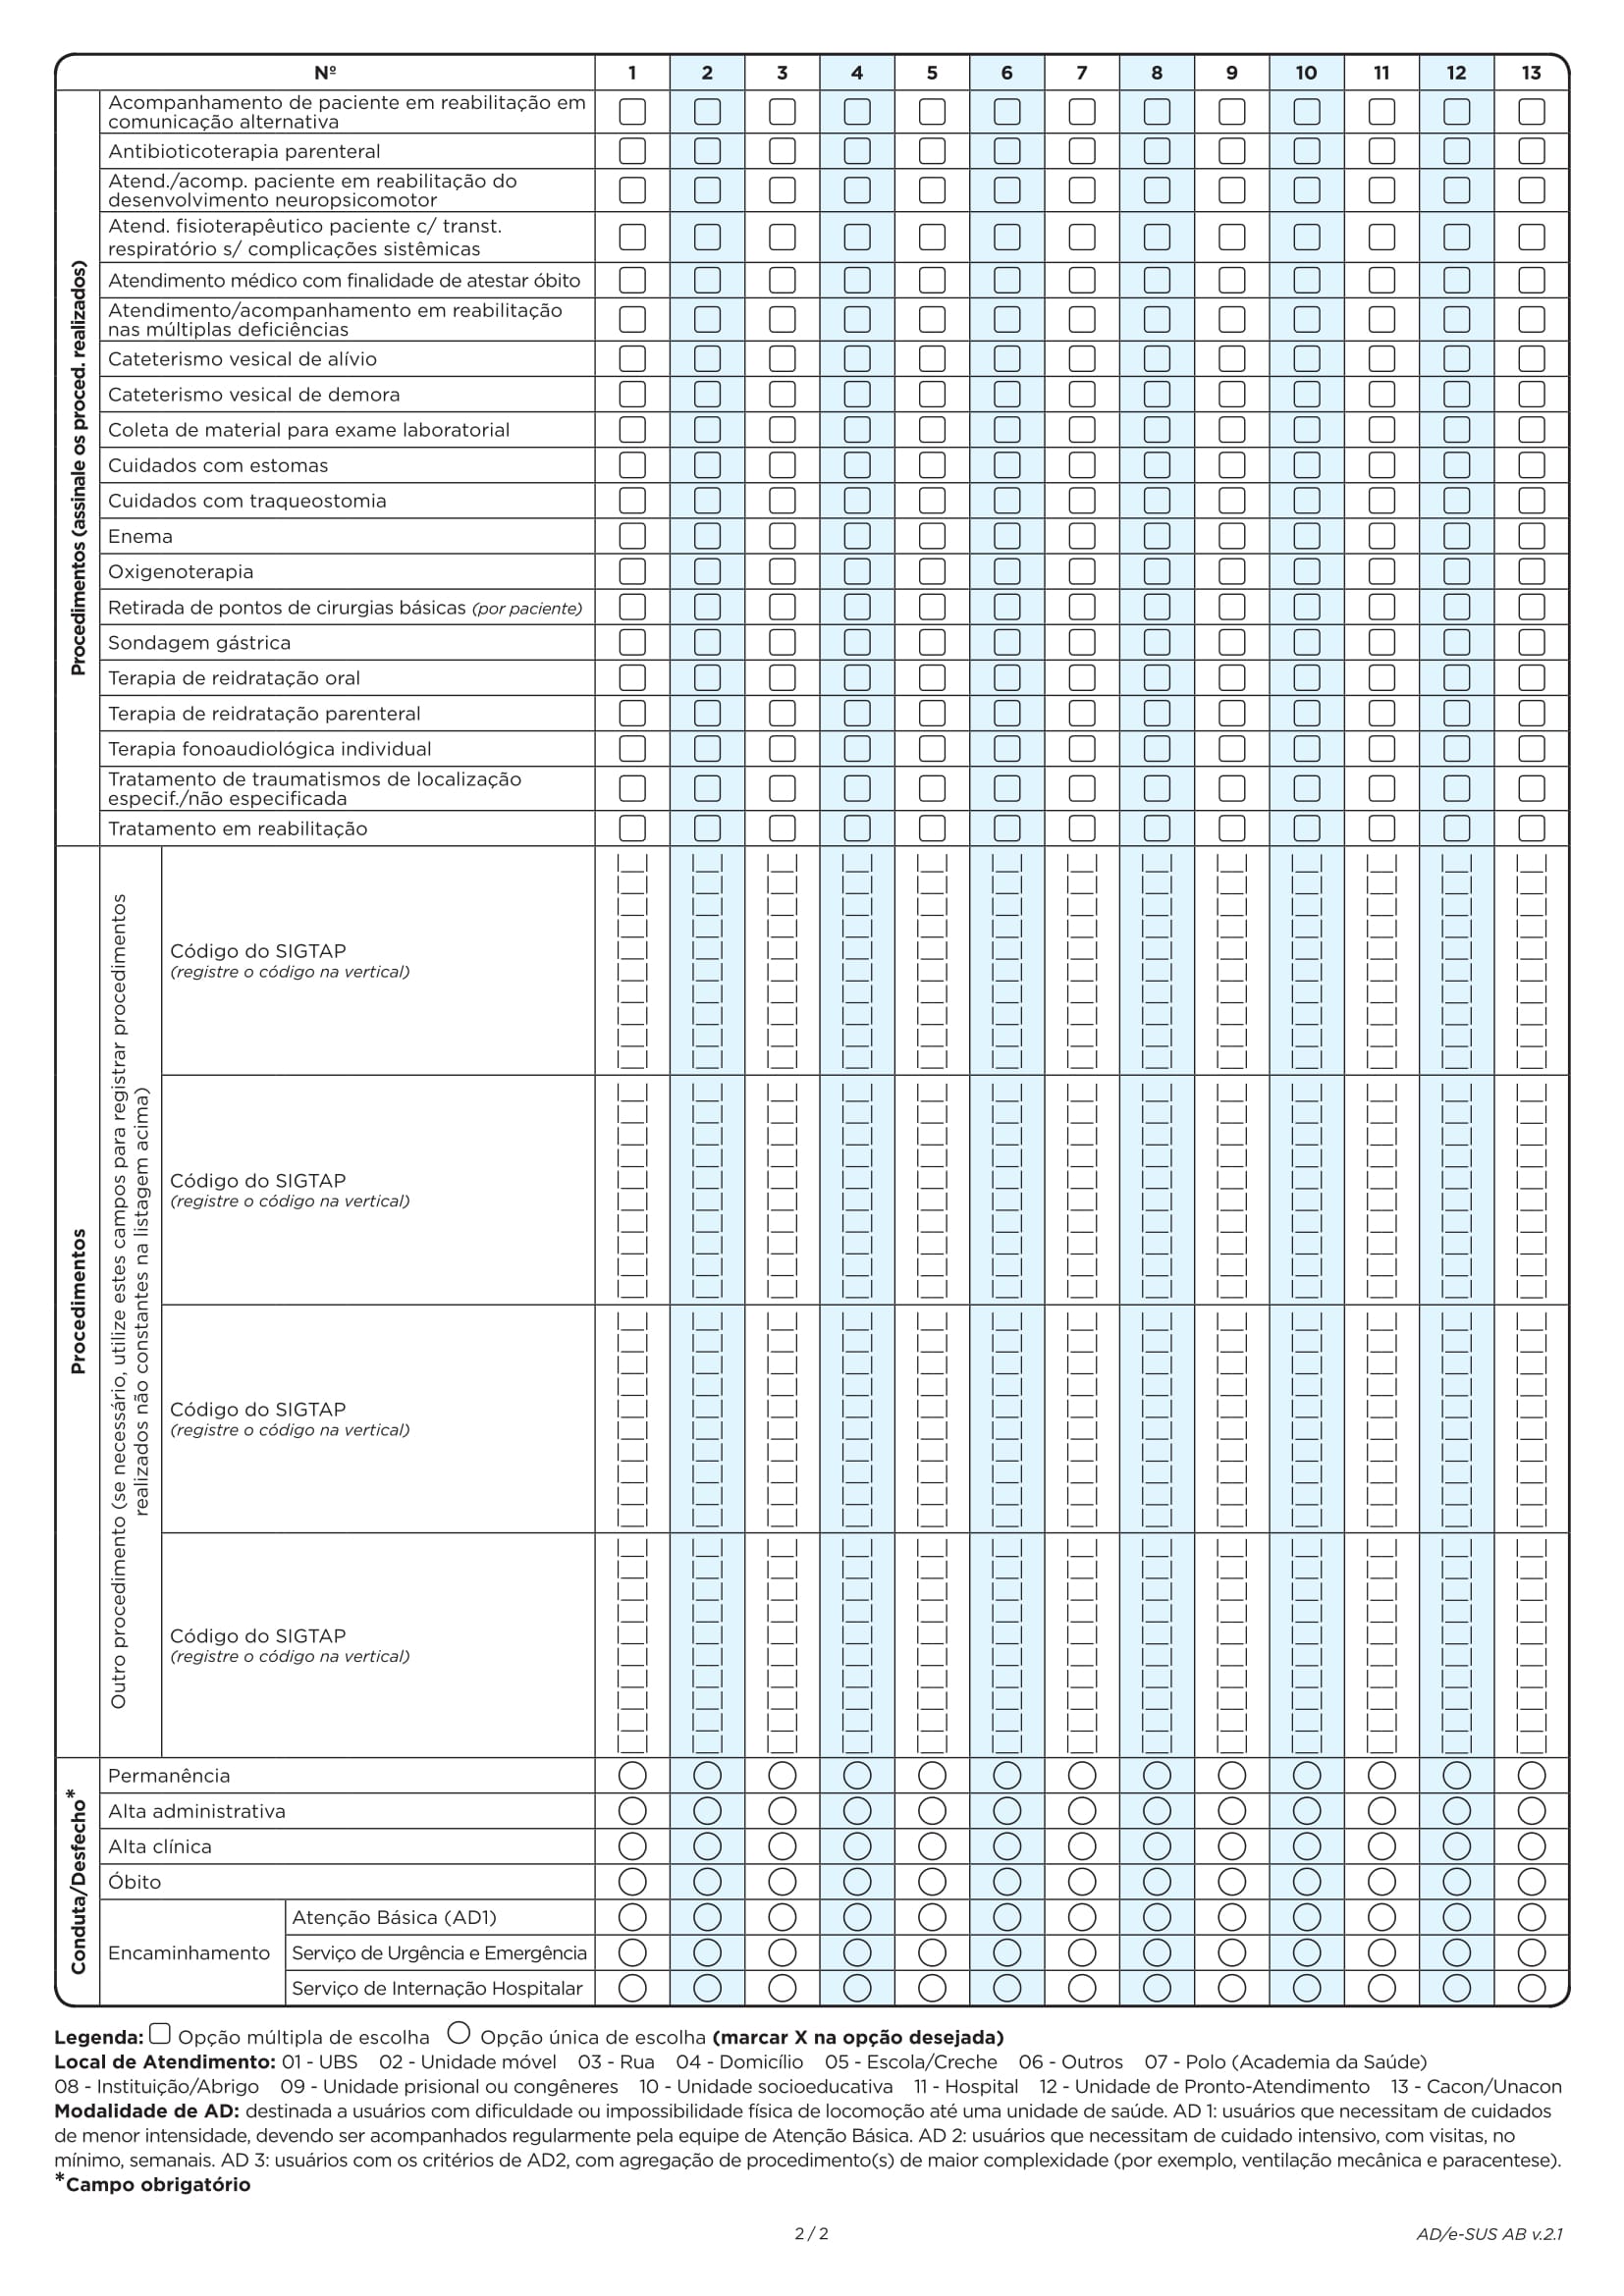 Nº 1 2 3 4 5 6 7 8 9 10 11 12 13
Procedimentos (assinale os proced. realizados)
Acompanhamento de paciente em reabilitação em
comunicação alternativa
Antibioticoterapia parenteral
Atend./acomp. paciente em reabilitação do
desenvolvimento neuropsicomotor
Atend. fisioterapêutico paciente c/ transt.
respiratório s/ complicações sistêmicas
Atendimento médico com finalidade de atestar óbito
Atendimento/acompanhamento em reabilitação
nas múltiplas deficiências
Cateterismo vesical de alívio
Cateterismo vesical de demora
Coleta de material para exame laboratorial
Cuidados com estomas
Cuidados com traqueostomia
Enema
Oxigenoterapia
Retirada de pontos de cirurgias básicas (por paciente)
Sondagem gástrica
Terapia de reidratação oral
Terapia de reidratação parenteral
Terapia fonoaudiológica individual
Tratamento de traumatismos de localização
especif./não especificada
Tratamento em reabilitação
Procedimentos
Outro procedimento (se necessário, utilize estes campos para registrar procedimentos
realizados não constantes na listagem acima)
Código do SIGTAP
(registre o código na vertical)
Código do SIGTAP
(registre o código na vertical)
Código do SIGTAP
(registre o código na vertical)
Código do SIGTAP
(registre o código na vertical)
Conduta/Desfecho*
Permanência
Alta administrativa
Alta clínica
Óbito
Encaminhamento
Atenção Básica (AD1)
Serviço de Urgência e Emergência
Serviço de Internação Hospitalar
Legenda: Opção múltipla de escolha Opção única de escolha (marcar X na opção desejada)
Local de Atendimento: 01 - UBS 02 - Unidade móvel 03 - Rua 04 - Domicílio 05 - Escola/Creche 06 - Outros 07 - Polo (Academia da Saúde)
08 - Instituição/Abrigo 09 - Unidade prisional ou congêneres 10 - Unidade socioeducativa 11 - Hospital 12 - Unidade de Pronto-Atendimento 13 - Cacon/Unacon
Modalidade de AD: destinada a usuários com dificuldade ou impossibilidade física de locomoção até uma unidade de saúde. AD 1: usuários que necessitam de cuidados
de menor intensidade, devendo ser acompanhados regularmente pela equipe de Atenção Básica. AD 2: usuários que necessitam de cuidado intensivo, com visitas, no
mínimo, semanais. AD 3: usuários com os critérios de AD2, com agregação de procedimento(s) de maior complexidade (por exemplo, ventilação mecânica e paracentese).
*Campo obrigatório
2 / 2
AD/e-SUS AB v.2.1